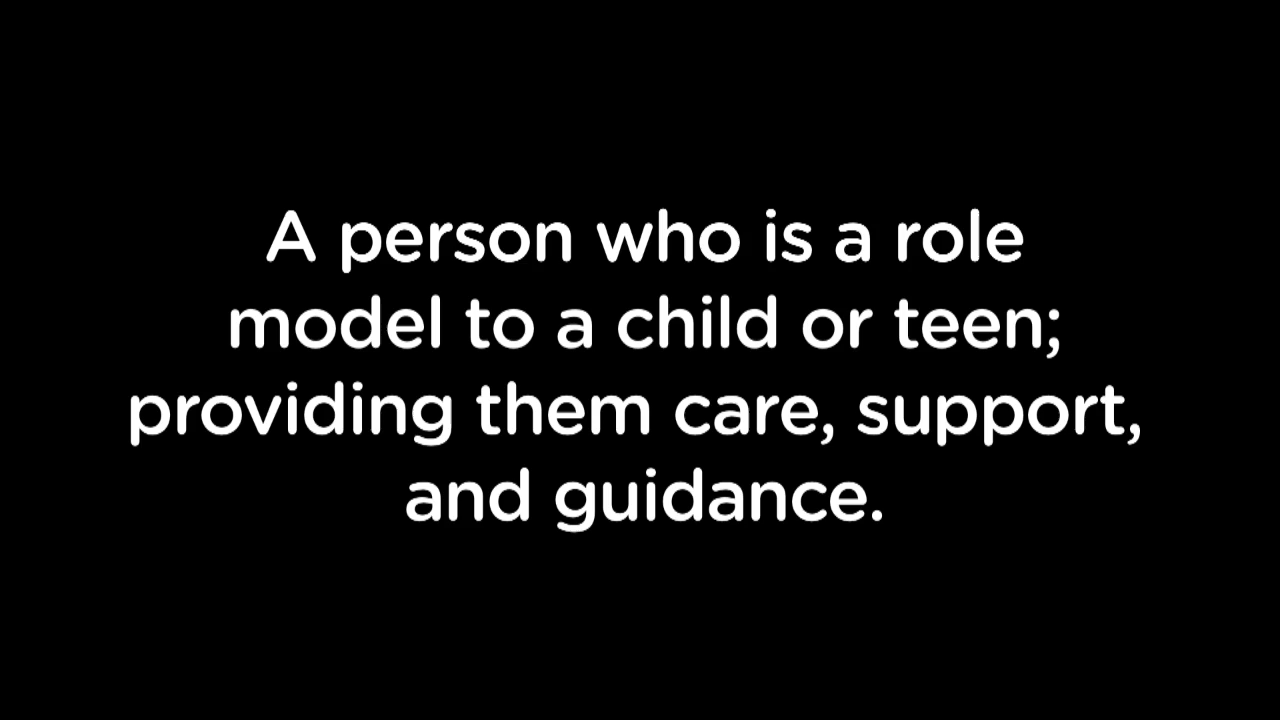 A person who is a role
model to a child or teen;
providing them care, support,
and guidance.